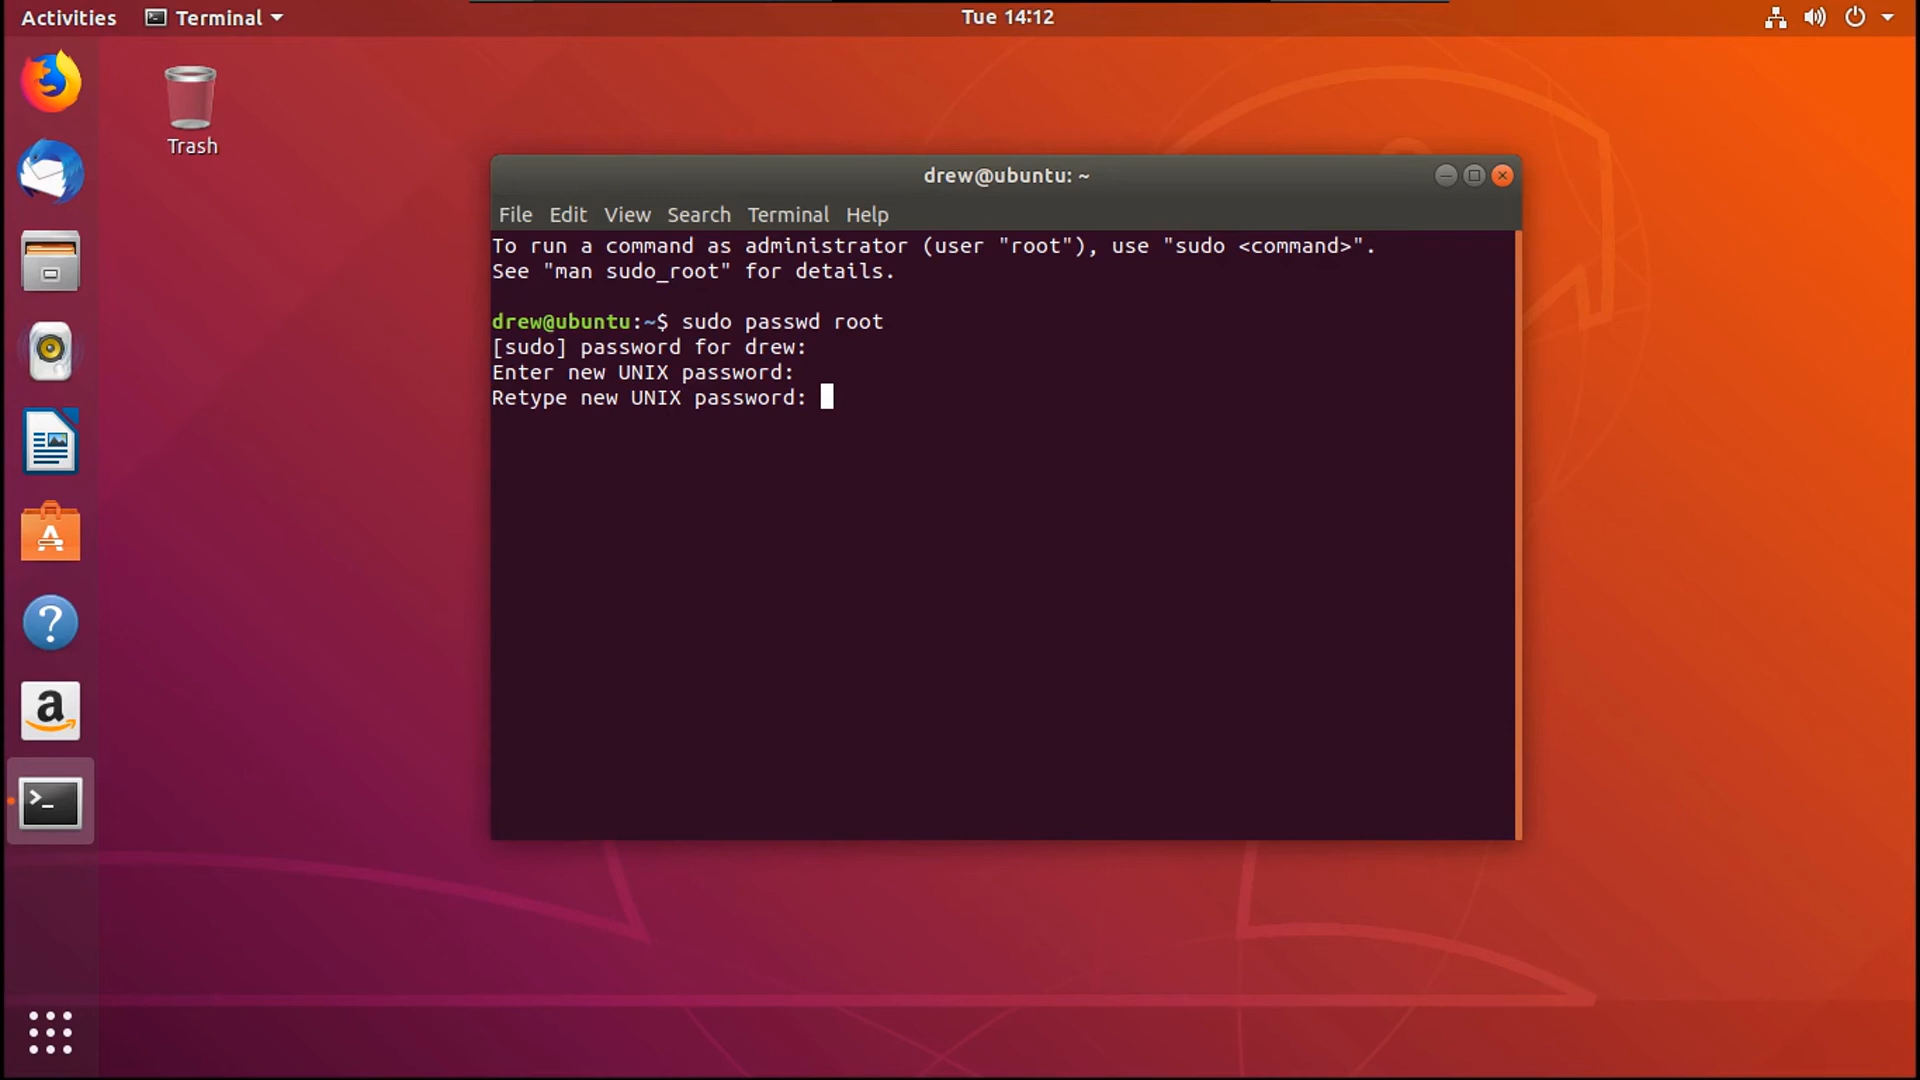 Activities Terminal Tue 14:12
Trash
drew@ubuntu: ~
File Edit View Search Terminal Help
To run a command as administrator (user "root"), use "sudo <command>".
See "man sudo_root" for details.
drew@ubuntu:~$ sudo passwd root
[sudo] password for drew:
Enter new UNIX password:
Retype new UNIX password: